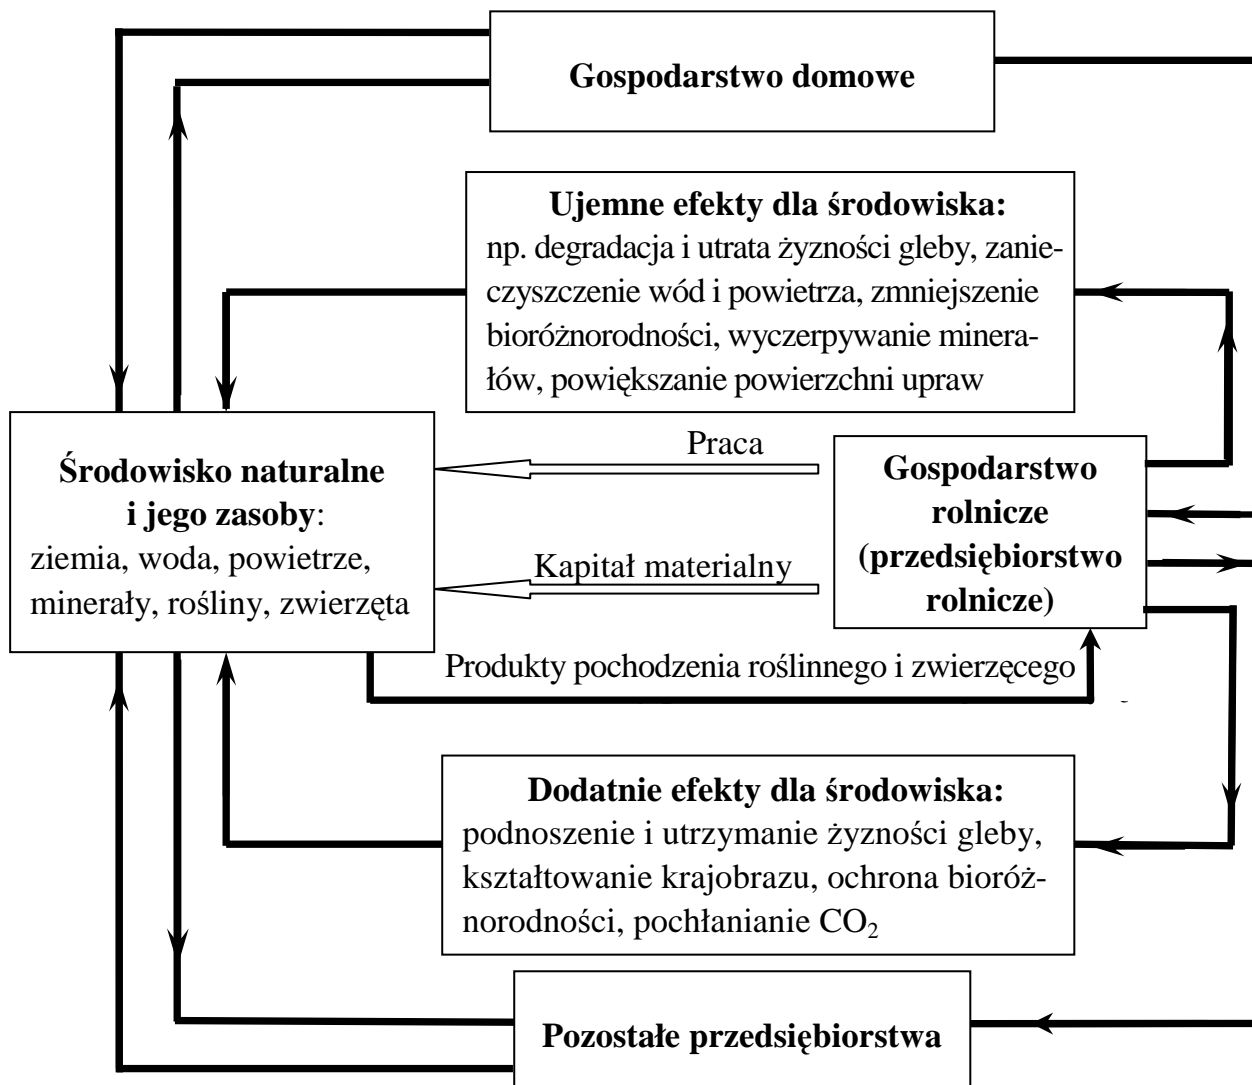 Gospodarstwo domowe
Ujemne efekty dla środowiska:
np. degradacja i utrata żyzności gleby, zanie-
czyszczenie wód i powietrza, zmniejszenie
bioróżnorodności, wyczerpywanie minera-
łów, powiększanie powierzchni upraw
Środowisko naturalne
i jego zasoby:
ziemia, woda, powietrze,
minerały, rośliny, zwierzęta
Praca
Kapitał materialny
Gospodarstwo
rolnicze
(przedsiębiorstwo
rolnicze)
Produkty pochodzenia roślinnego i zwierzęcego
Dodatnie efekty dla środowiska:
podnoszenie i utrzymanie żyzności gleby,
kształtowanie krajobrazu, ochrona bioróż-
norodności, pochłanianie CO₂
Pozostałe przedsiębiorstwa